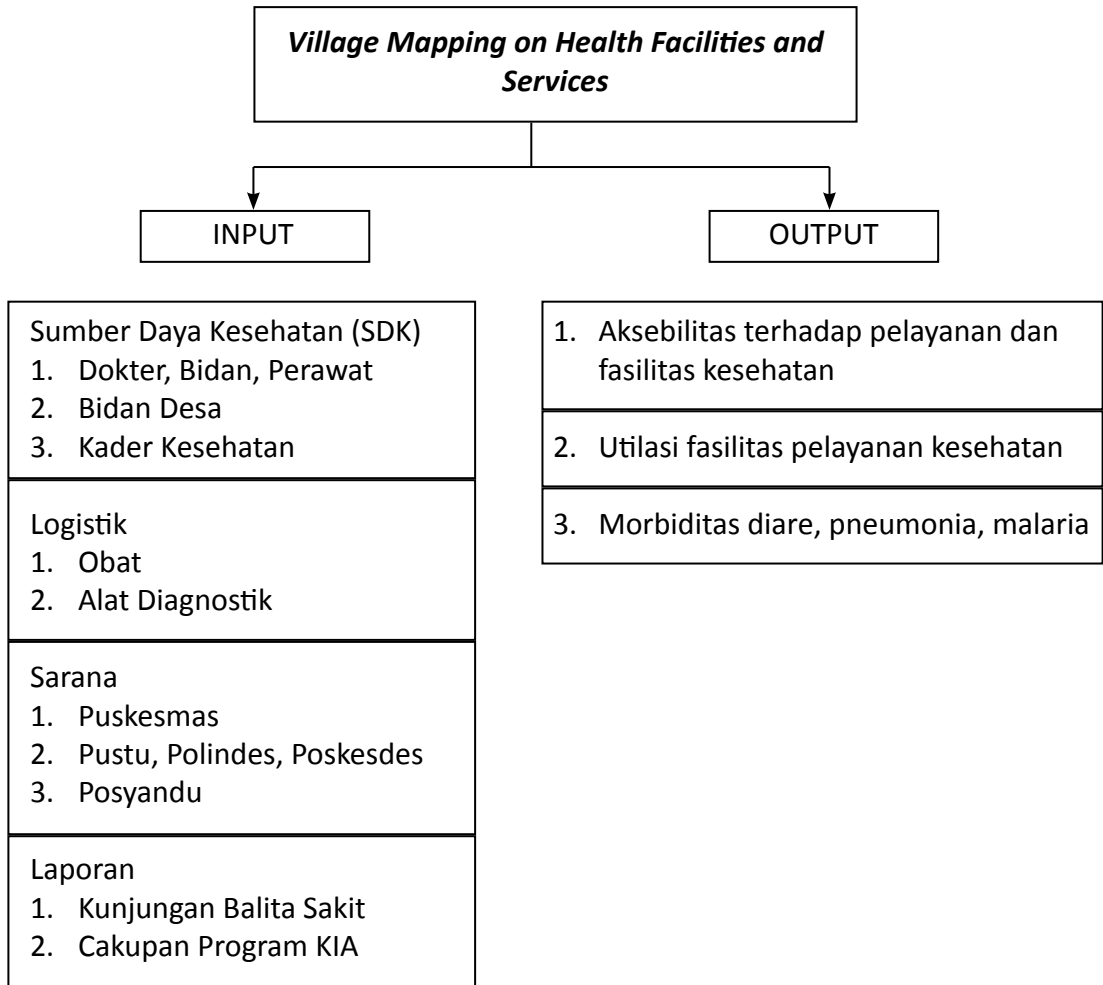 Village Mapping on Health Facilities and
Services
INPUT
OUTPUT
Sumber Daya Kesehatan (SDK)
1. Dokter, Bidan, Perawat
2. Bidan Desa
3. Kader Kesehatan
Logistik
1. Obat
2. Alat Diagnostik
Sarana
1. Puskesmas
2. Pustu, Polindes, Poskesdes
3. Posyandu
Laporan
1. Kunjungan Balita Sakit
2. Cakupan Program KIA
1. Aksebilitas terhadap pelayanan dan
fasilitas kesehatan
2. Utilasi fasilitas pelayanan kesehatan
3. Morbiditas diare, pneumonia, malaria